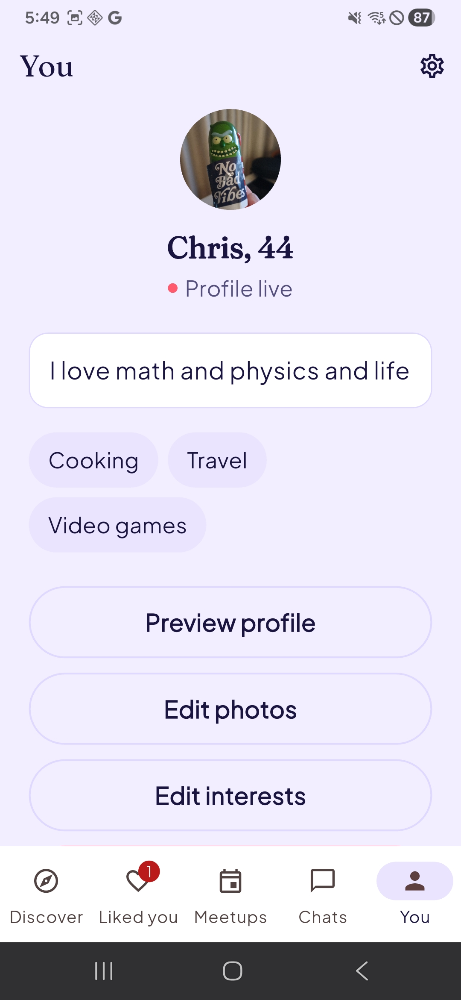 5:49
87
You
No
Bad
Vibes
Chris, 44
Profile live
I love math and physics and life
Cooking
Travel
Video games
Preview profile
Edit photos
Edit interests
1
Discover
Liked you
Meetups
Chats
You